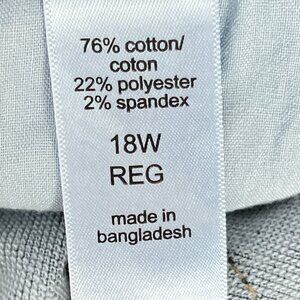 76% cotton/
coton
22% polyester
2% spandex
18W
REG
made in
bangladesh